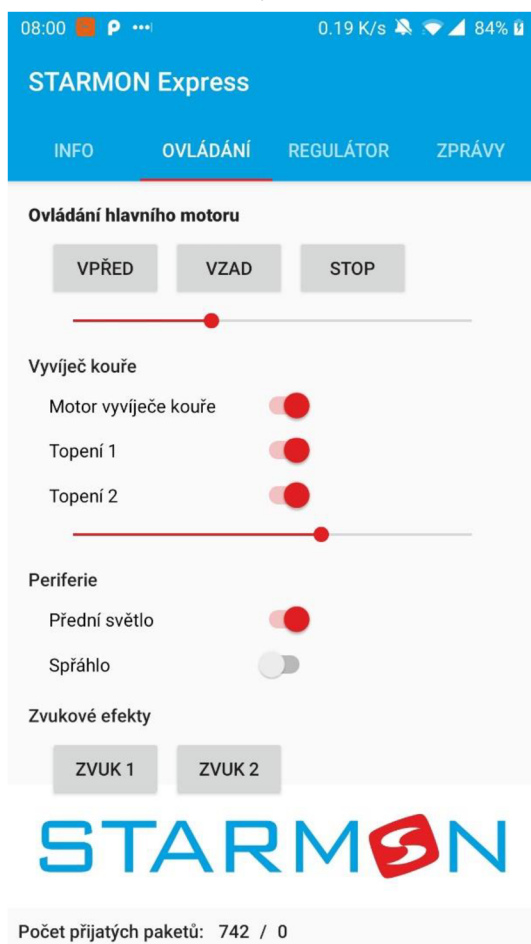 08:00 P 0.19 K/s 84%
STARMON Express
INFO OVLÁDÁNÍ REGULÁTOR ZPRÁVY
Ovládání hlavního motoru
VPŘED VZAD STOP
Vyvíječ kouře
Motor vyvíječe kouře
Topení 1
Topení 2
Periferie
Přední světlo
Spřáhlo
Zvukové efekty
ZVUK 1 ZVUK 2
STARMON
Počet přijatých paketů: 742 / 0